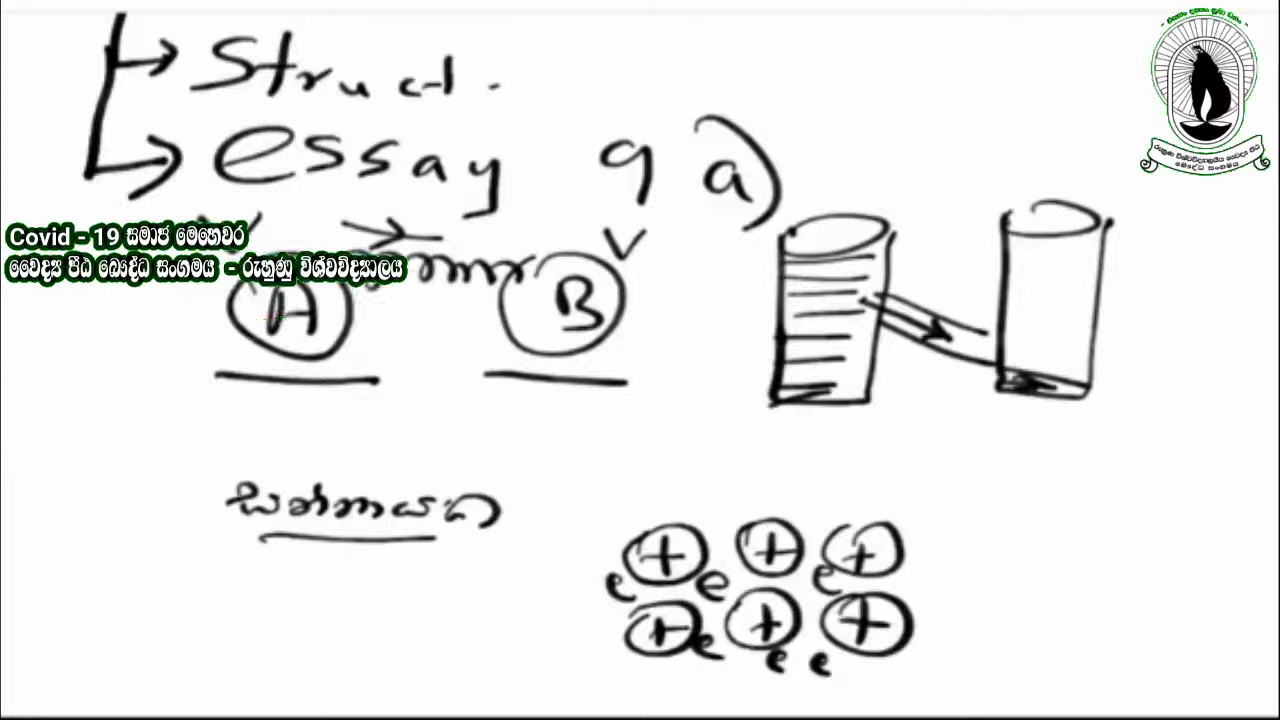 Struct.
essay 9 a)
Covid - 19 සමාජ මෙහෙවර
වෛද්‍ය පීඨ බෞද්ධ සංගමය - රුහුණු විශ්වවිද්‍යාලය
A B
සන්නායක
+ + +
e e e
+ + +
e e e